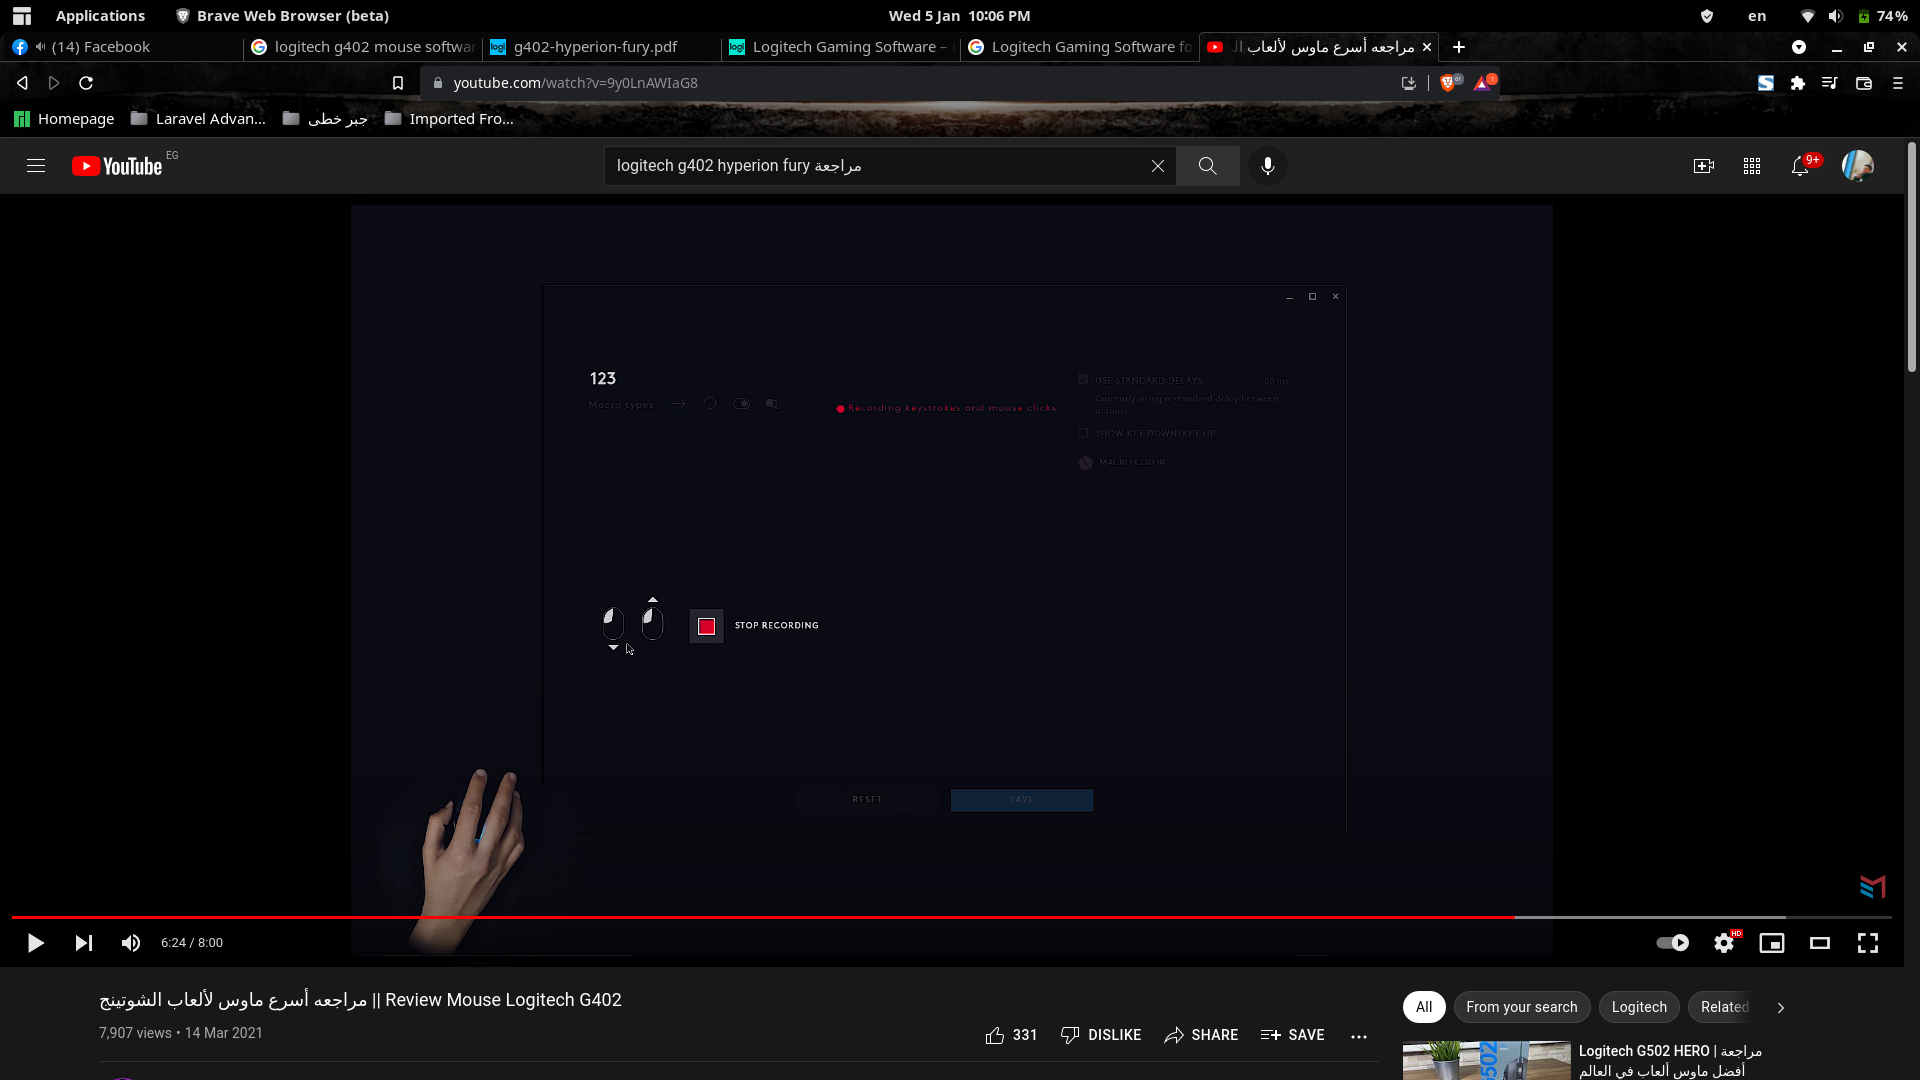 Applications
Brave Web Browser (beta)
Wed 5 Jan 10:06 PM
en
74%
(14) Facebook
logitech g402 mouse softwar
g402-hyperion-fury.pdf
Logitech Gaming Software –
Logitech Gaming Software fo
مراجعه أسرع ماوس لألعاب ال
youtube.com/watch?v=9y0LnAWIaG8
Homepage
Laravel Advan...
جبر خطى
Imported Fro...
YouTube
EG
logitech g402 hyperion fury مراجعة
9+
123
Macro types
Recording keystrokes and mouse clicks
USE STANDARD DELAYS
50 ms
Currently using a standard delay between
actions
SHOW KEY DOWN/KEY UP
MACRO COLOR
STOP RECORDING
RESET
SAVE
6:24 / 8:00
HD
مراجعه أسرع ماوس لألعاب الشوتينج || Review Mouse Logitech G402
7,907 views • 14 Mar 2021
331
DISLIKE
SHARE
SAVE
All
From your search
Logitech
Related
Logitech G502 HERO | مراجعة
أفضل ماوس ألعاب في العالم